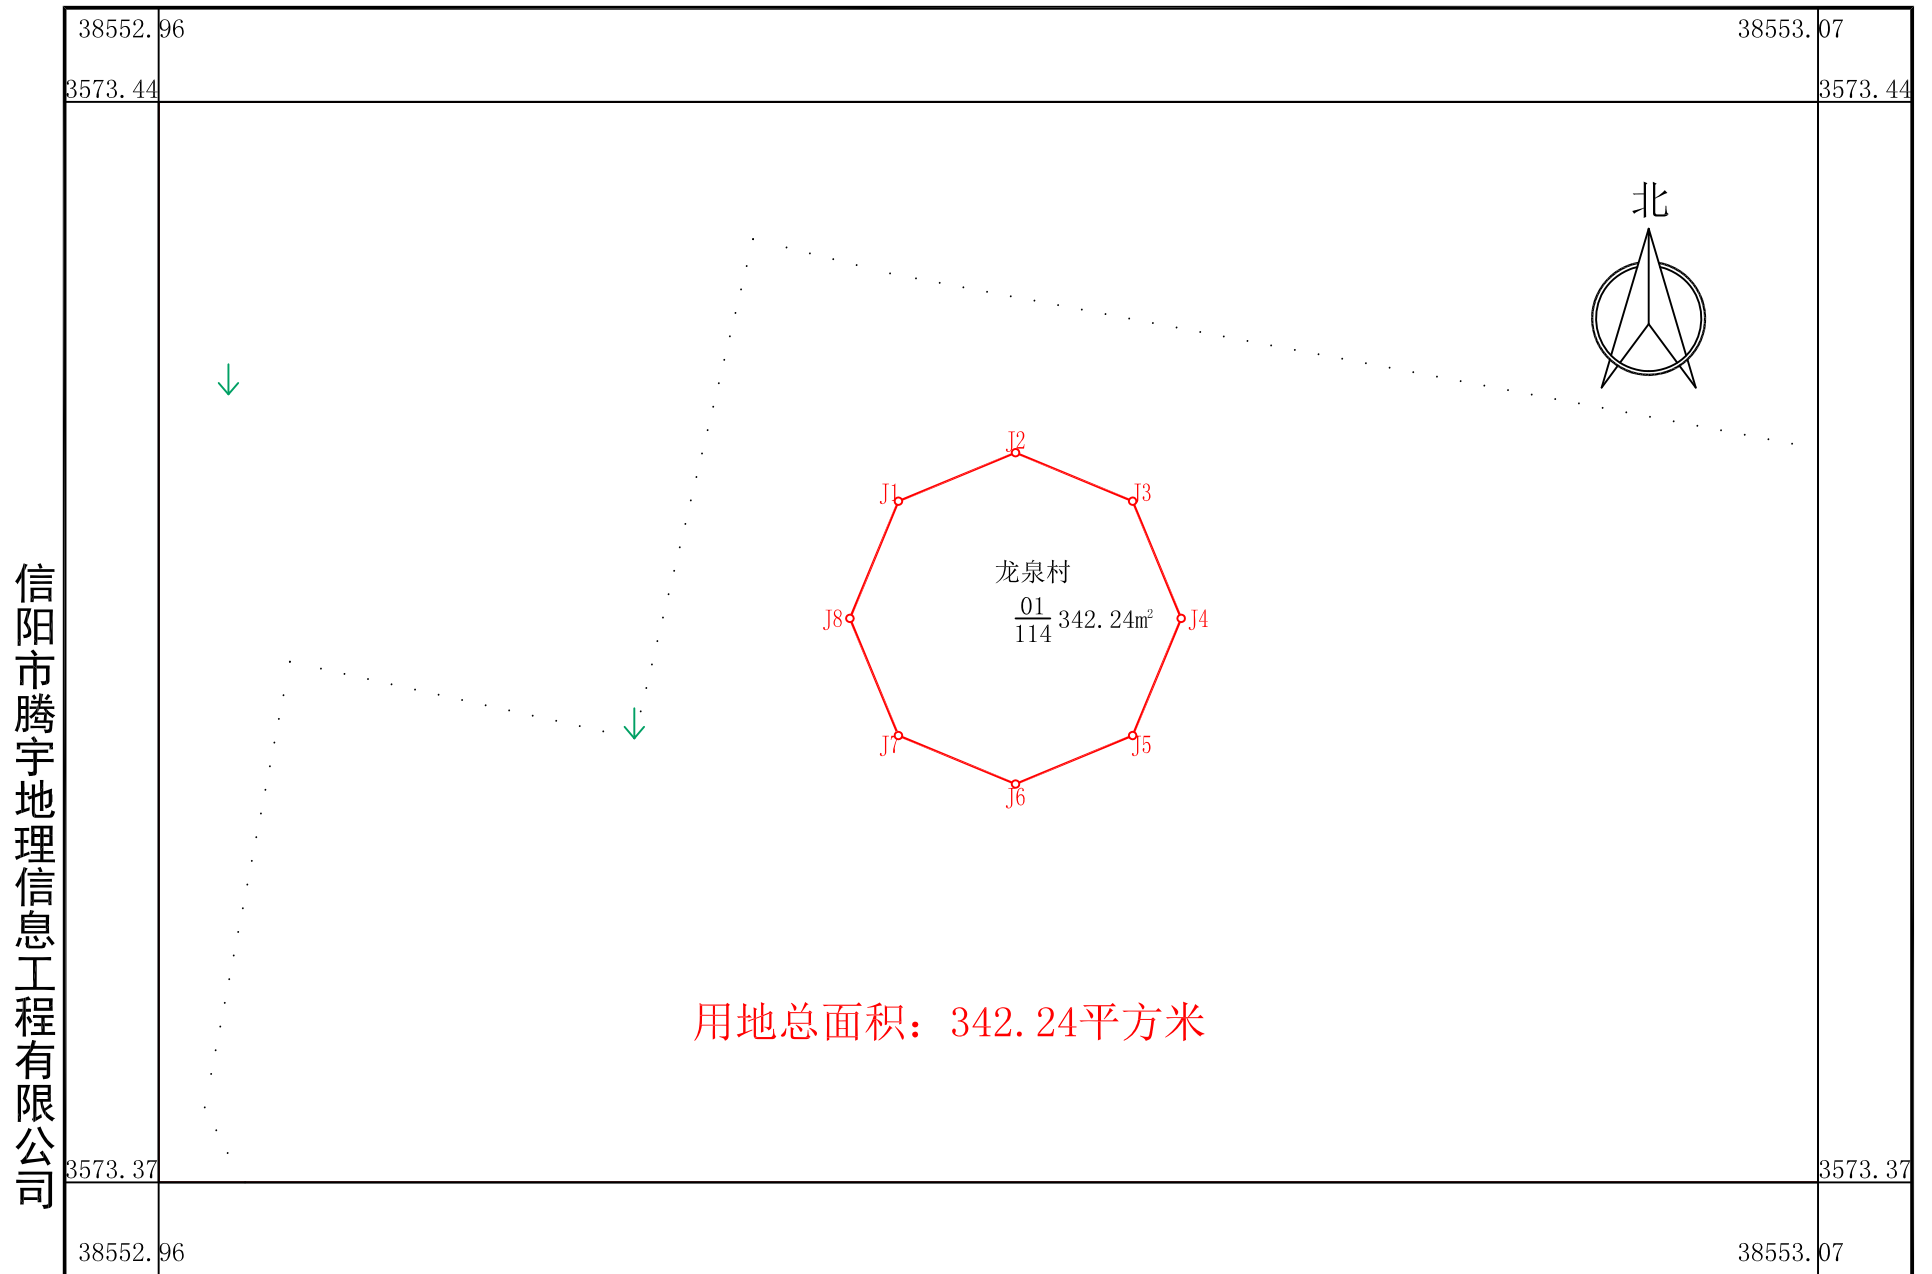 38552.96
38553.07
3573.44
3573.44
北
J2
J1
J3
龙泉村
01
114
342.24m²
J8
J4
J7
J5
J6
信阳市腾宇地理信息工程有限公司
用地总面积：342.24平方米
3573.37
3573.37
38552.96
38553.07